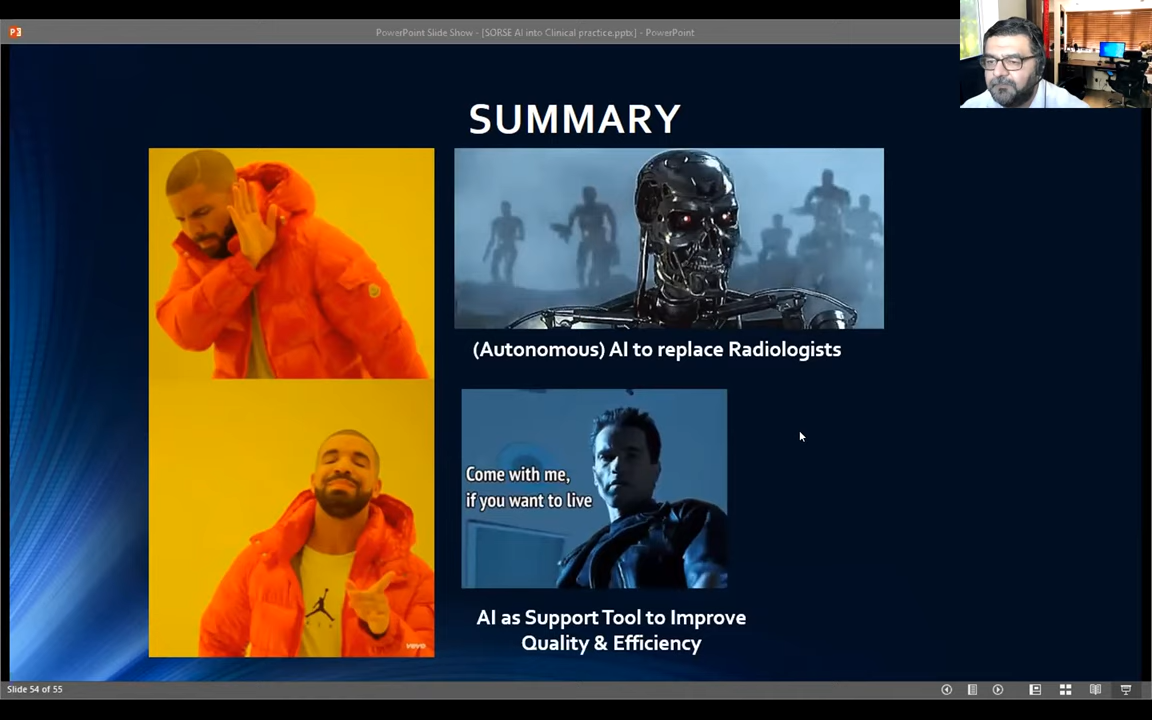 P
PowerPoint Slide Show - [SORSE AI into Clinical practice.pptx] - PowerPoint
SUMMARY
(Autonomous) AI to replace Radiologists
Come with me,
if you want to live
vevo
AI as Support Tool to Improve
Quality & Efficiency
Slide 54 of 55